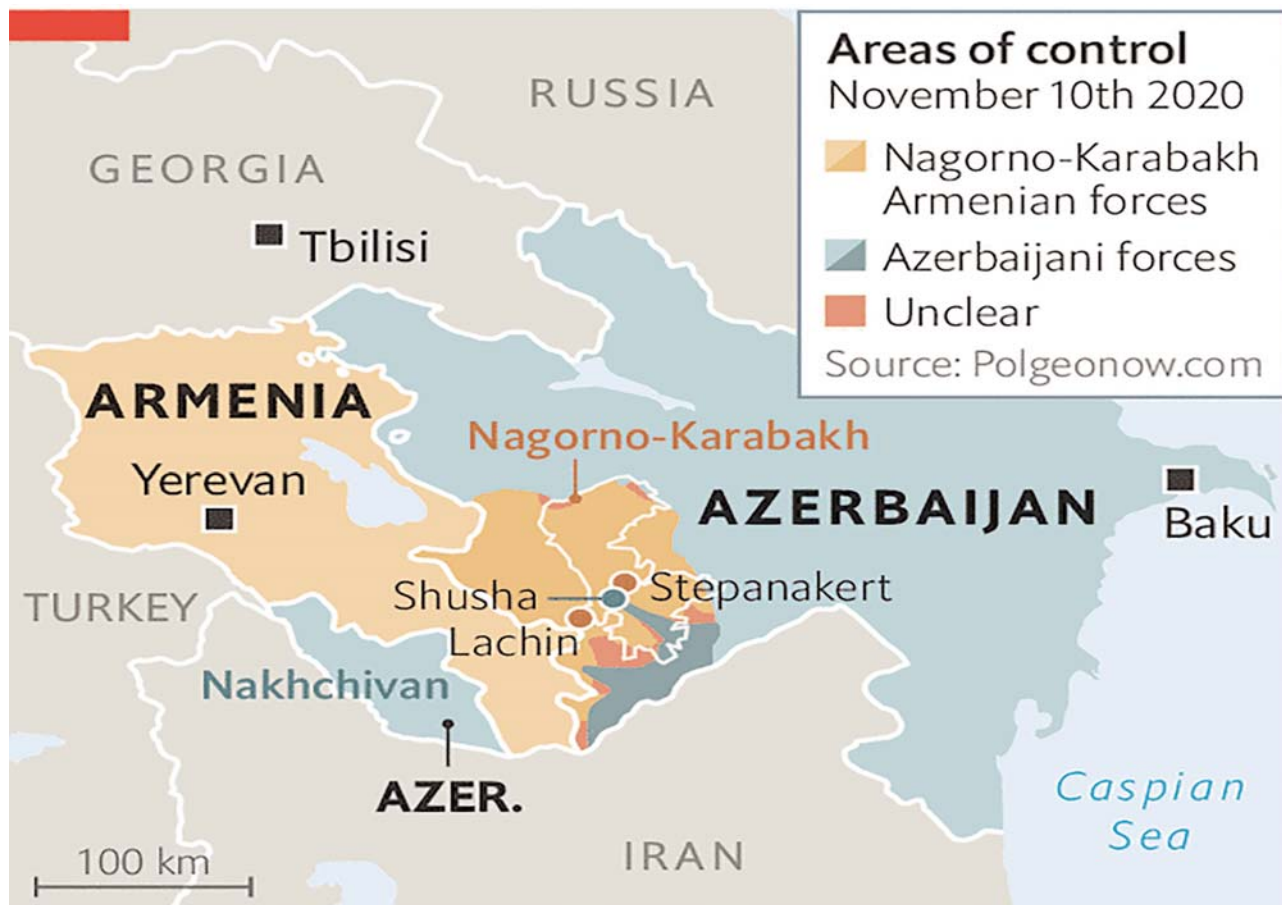 Areas of control
November 10th 2020
Nagorno-Karabakh
Armenian forces
Azerbaijani forces
Unclear
Source: Polgeonow.com
RUSSIA
GEORGIA
Tbilisi
ARMENIA
Nagorno-Karabakh
Yerevan
AZERBAIJAN
Baku
Stepanakert
Shusha
TURKEY
Lachin
Nakhchivan
AZER.
Caspian
Sea
IRAN
100 km